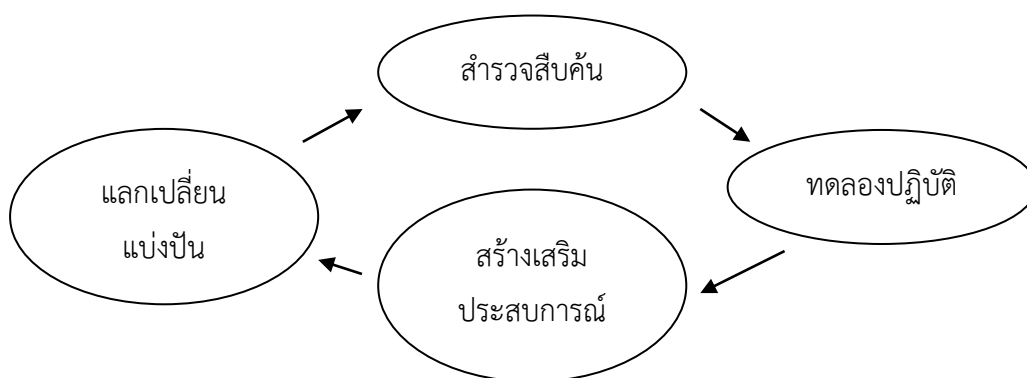 สำรวจสืบค้น
ทดลองปฏิบัติ
สร้างเสริม
ประสบการณ์
แลกเปลี่ยน
แบ่งปัน